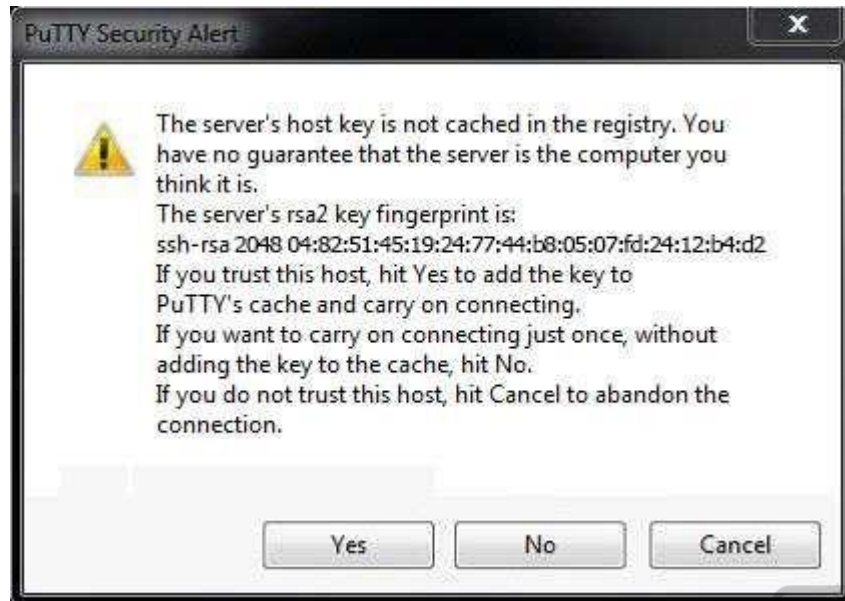 PuTTY Security Alert
The server's host key is not cached in the registry. You
have no guarantee that the server is the computer you
think it is.
The server's rsa2 key fingerprint is:
ssh-rsa 2048 04:82:51:45:19:24:77:44:b8:05:07:fd:24:12:b4:d2
If you trust this host, hit Yes to add the key to
PuTTY's cache and carry on connecting.
If you want to carry on connecting just once, without
adding the key to the cache, hit No.
If you do not trust this host, hit Cancel to abandon the
connection.
Yes No Cancel